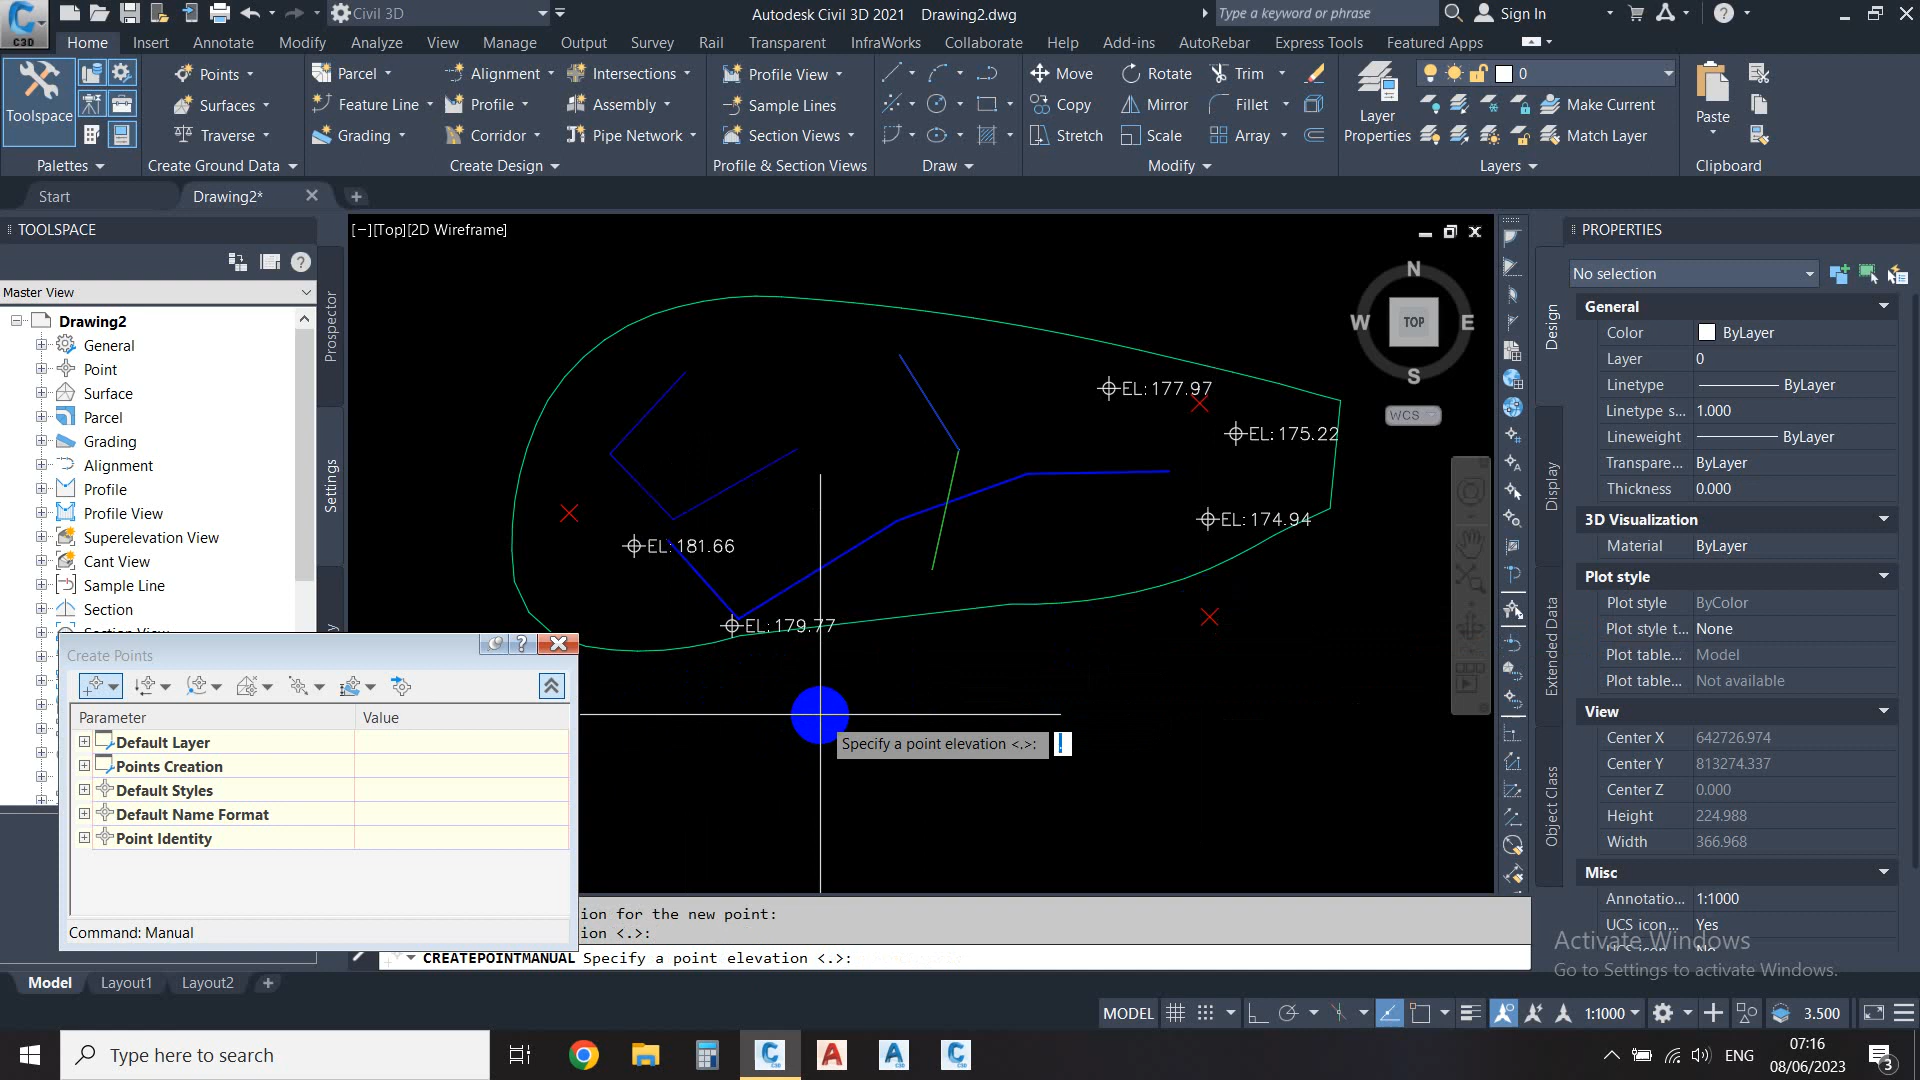 C3D
Civil 3D
Autodesk Civil 3D 2021 Drawing2.dwg
Type a keyword or phrase
Sign In
Home Insert Annotate Modify Analyze View Manage Output Survey Rail Transparent InfraWorks Collaborate Help Add-ins AutoRebar Express Tools Featured Apps
Toolspace
Points
Surfaces
Traverse
Parcel
Feature Line
Grading
Alignment
Profile
Corridor
Intersections
Assembly
Pipe Network
Profile View
Sample Lines
Section Views
Move
Copy
Stretch
Rotate
Mirror
Scale
Trim
Fillet
Array
Layer
Properties
0
Make Current
Match Layer
Paste
Palettes
Create Ground Data
Create Design
Profile & Section Views
Draw
Modify
Layers
Clipboard
Start
Drawing2*
TOOLSPACE
Master View
Drawing2
General
Point
Surface
Parcel
Grading
Alignment
Profile
Profile View
Superelevation View
Cant View
Sample Line
Section
Section View
Prospector
Settings
[−][Top][2D Wireframe]
N
W
TOP
E
S
WCS
EL:177.97
EL:175.22
EL:174.94
EL:181.66
EL:179.77
Specify a point elevation <.>:
.
Create Points
Parameter
Value
Default Layer
Points Creation
Default Styles
Default Name Format
Point Identity
Command: Manual
ion for the new point:
ion <.>:
CREATEPOINTMANUAL Specify a point elevation <.>:
PROPERTIES
No selection
Design
Display
Extended Data
Object Class
General
Color ByLayer
Layer 0
Linetype ByLayer
Linetype s... 1.000
Lineweight ByLayer
Transpare... ByLayer
Thickness 0.000
3D Visualization
Material ByLayer
Plot style
Plot style ByColor
Plot style t... None
Plot table... Model
Plot table... Not available
View
Center X 642726.974
Center Y 813274.337
Center Z 0.000
Height 224.988
Width 366.968
Misc
Annotatio... 1:1000
UCS icon... Yes
UCS icon... No
Activate Windows
Go to Settings to activate Windows.
Model Layout1 Layout2
MODEL
1:1000
3.500
Type here to search
ENG
07:16
08/06/2023
3